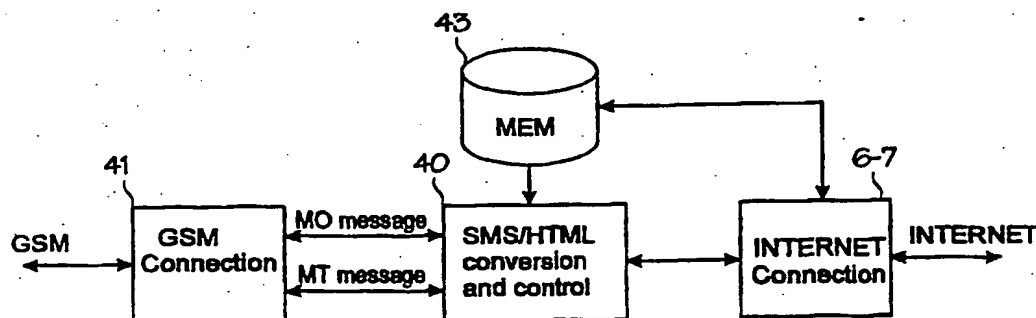 43
MEM
41
40
6-7
GSM
GSM
Connection
MO message
MT message
SMS/HTML
conversion
and control
INTERNET
Connection
INTERNET